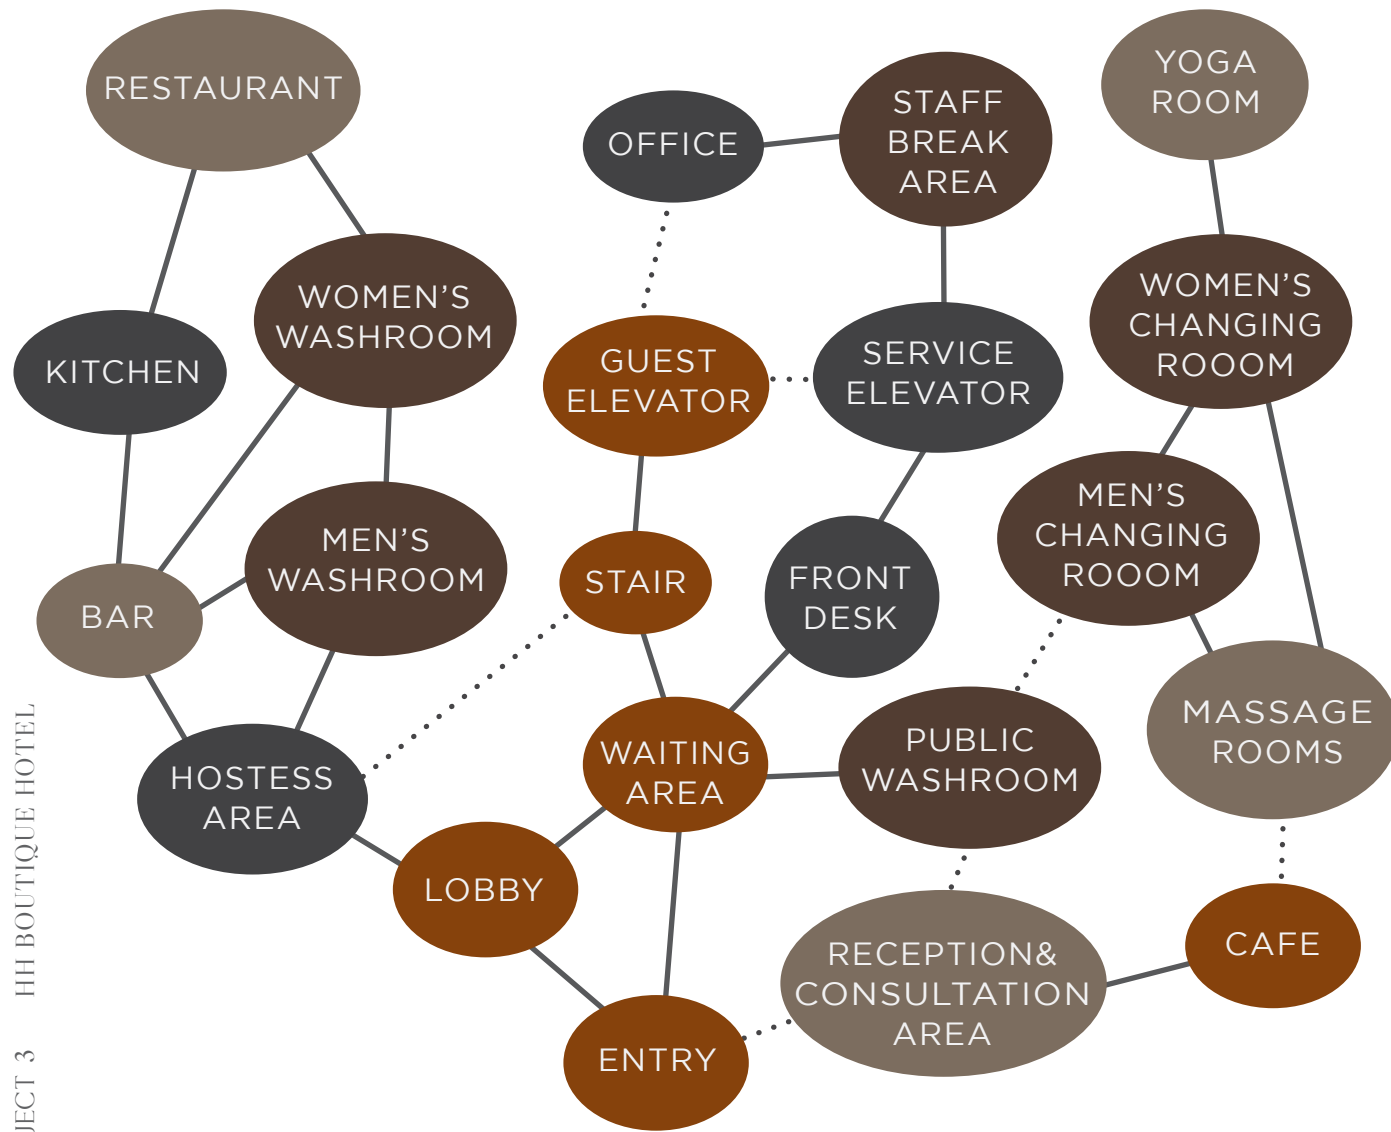 RESTAURANT
OFFICE
STAFF
BREAK
AREA
YOGA
ROOM
WOMEN'S
WASHROOM
KITCHEN
GUEST
ELEVATOR
SERVICE
ELEVATOR
WOMEN'S
CHANGING
ROOOM
MEN'S
WASHROOM
BAR
STAIR
FRONT
DESK
MEN'S
CHANGING
ROOOM
HOSTESS
AREA
WAITING
AREA
PUBLIC
WASHROOM
MASSAGE
ROOMS
LOBBY
RECEPTION&
CONSULTATION
AREA
CAFE
ENTRY
JECT 3 HH BOUTIQUE HOTEL